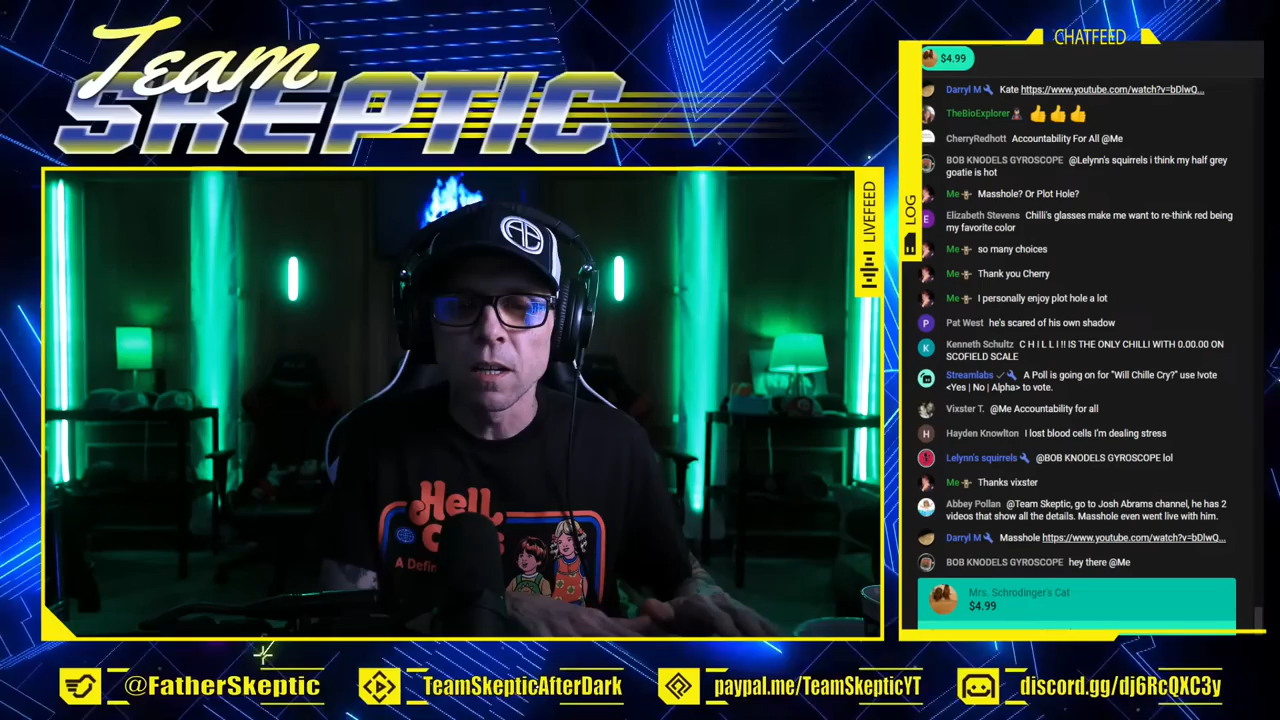 Team
SKEPTIC
CHATFEED
$4.99
Darryl M Kate https://www.youtube.com/watch?v=bDlwQ...
TheBioExplorer
CherryRedhott Accountability For All @Me
BOB KNODELS GYROSCOPE @Lelynn's squirrels i think my half grey
goatie is hot
Me Masshole? Or Plot Hole?
Elizabeth Stevens Chilli's glasses make me want to re-think red being
my favorite color
Me so many choices
Me Thank you Cherry
Me I personally enjoy plot hole a lot
Pat West he's scared of his own shadow
Kenneth Schultz C H I L L I !! IS THE ONLY CHILLI WITH 0.00.00 ON
SCOFIELD SCALE
Streamlabs A Poll is going on for "Will Chille Cry?" use !vote
<Yes | No | Alpha> to vote.
Vixster T. @Me Accountability for all
Hayden Knowlton I lost blood cells I'm dealing stress
Lelynn's squirrels @BOB KNODELS GYROSCOPE lol
Me Thanks vixster
Abbey Pollan @Team Skeptic, go to Josh Abrams channel, he has 2
videos that show all the details. Masshole even went live with him.
Darryl M Masshole https://www.youtube.com/watch?v=bDlwQ...
BOB KNODELS GYROSCOPE hey there @Me
Mrs. Schrodinger's Cat
$4.99
LIVEFEED
LOG
E
P
K
H
Hell
A Defin
@FatherSkeptic
TeamSkepticAfterDark
paypal.me/TeamSkepticYT
discord.gg/dj6RcQXC3y